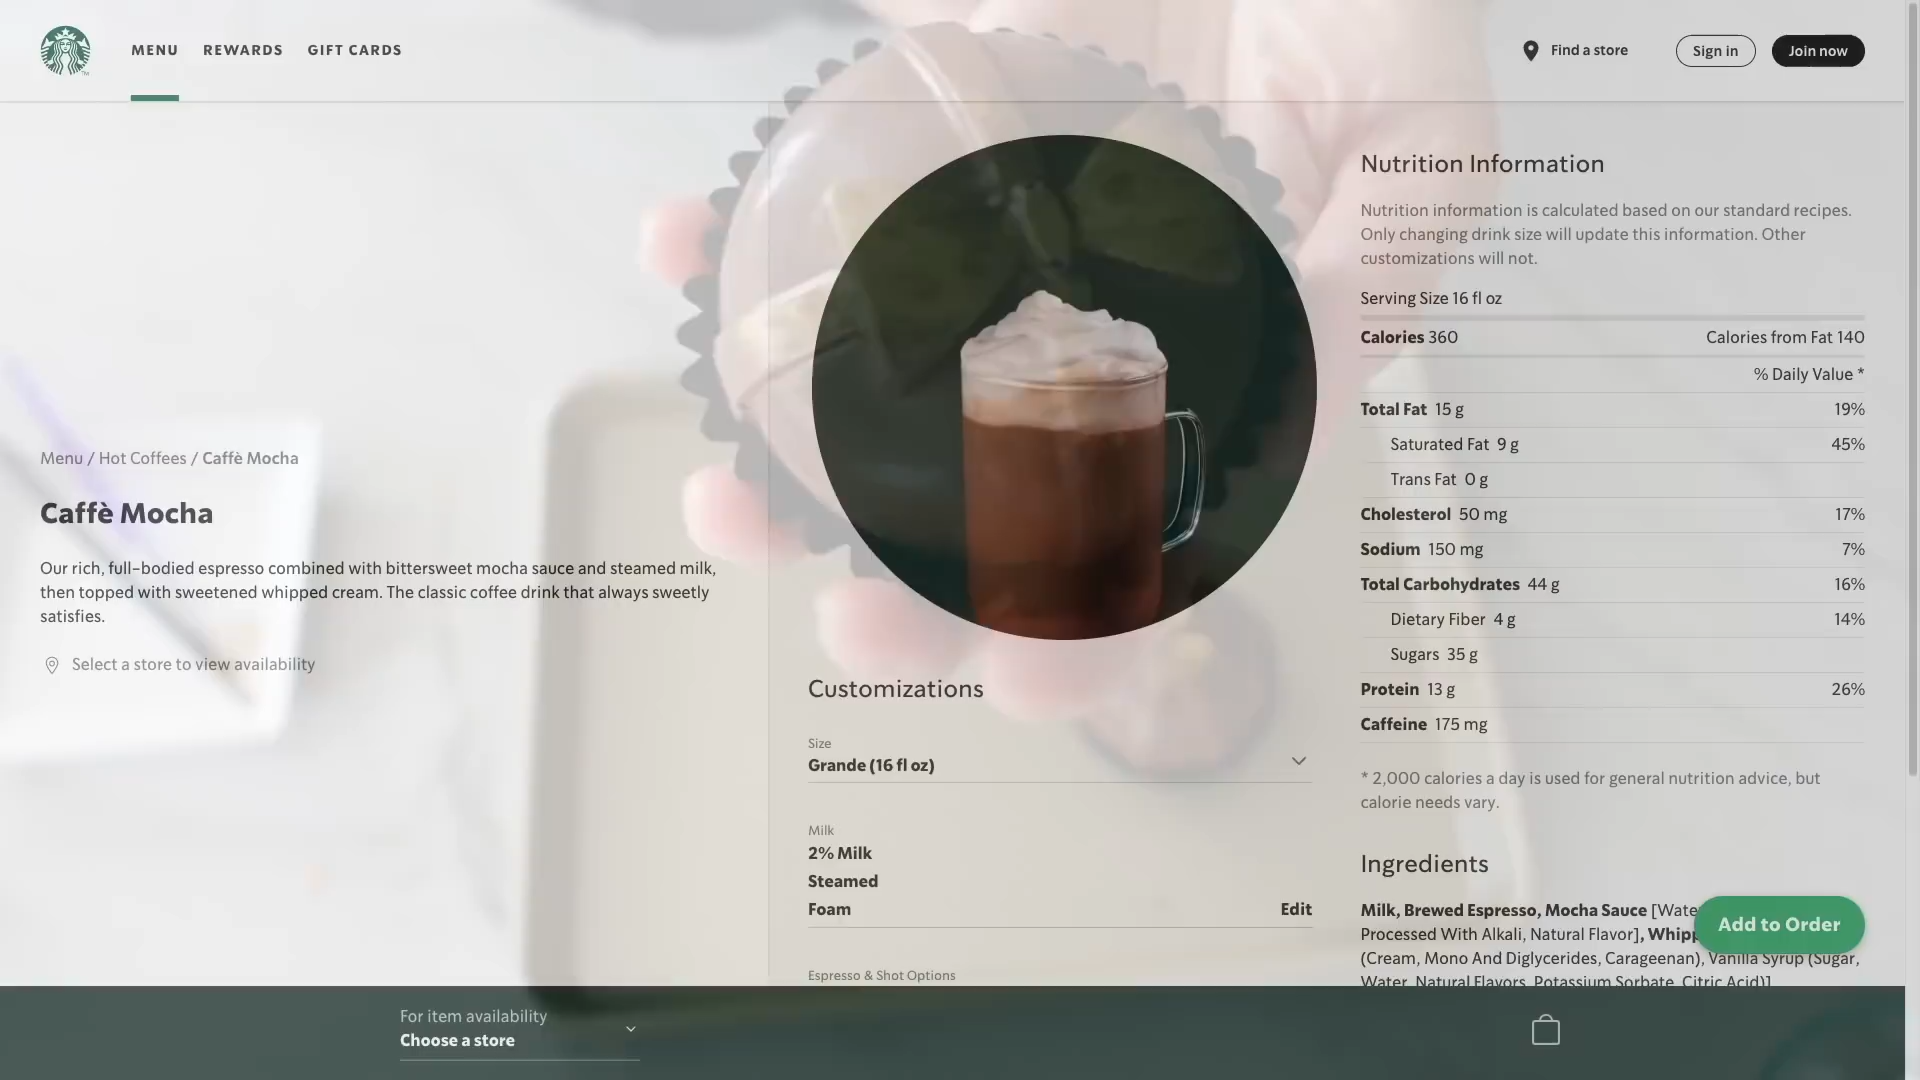 MENU REWARDS GIFT CARDS
Find a store
Sign in
Join now
Menu / Hot Coffees / Caffè Mocha
Caffè Mocha
Our rich, full-bodied espresso combined with bittersweet mocha sauce and steamed milk,
then topped with sweetened whipped cream. The classic coffee drink that always sweetly
satisfies.
Select a store to view availability
Customizations
Size
Grande (16 fl oz)
Milk
2% Milk
Steamed
Foam Edit
Espresso & Shot Options
Nutrition Information
Nutrition information is calculated based on our standard recipes.
Only changing drink size will update this information. Other
customizations will not.
Serving Size 16 fl oz
Calories 360 Calories from Fat 140
% Daily Value *
Total Fat 15 g 19%
Saturated Fat 9 g 45%
Trans Fat 0 g
Cholesterol 50 mg 17%
Sodium 150 mg 7%
Total Carbohydrates 44 g 16%
Dietary Fiber 4 g 14%
Sugars 35 g
Protein 13 g 26%
Caffeine 175 mg
* 2,000 calories a day is used for general nutrition advice, but
calorie needs vary.
Ingredients
Milk, Brewed Espresso, Mocha Sauce
Processed With Alkali, Natural Flavor],
(Cream, Mono And Diglycerides, Carageenan), Vanilla Syrup (Sugar,
Water, Natural Flavors, Potassium Sorbate, Citric Acid)]
Add to Order
For item availability
Choose a store